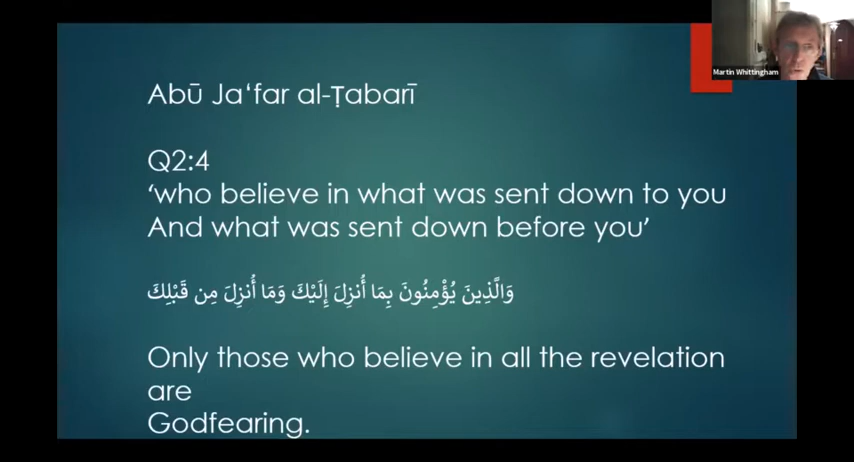 Martin Whittingham
Abū Ja‘far al-Ṭabarī
Q2:4
‘who believe in what was sent down to you
And what was sent down before you’
وَالَّذِينَ يُؤْمِنُونَ بِمَا أُنزِلَ إِلَيْكَ وَمَا أُنزِلَ مِن قَبْلِكَ
Only those who believe in all the revelation
are
Godfearing.